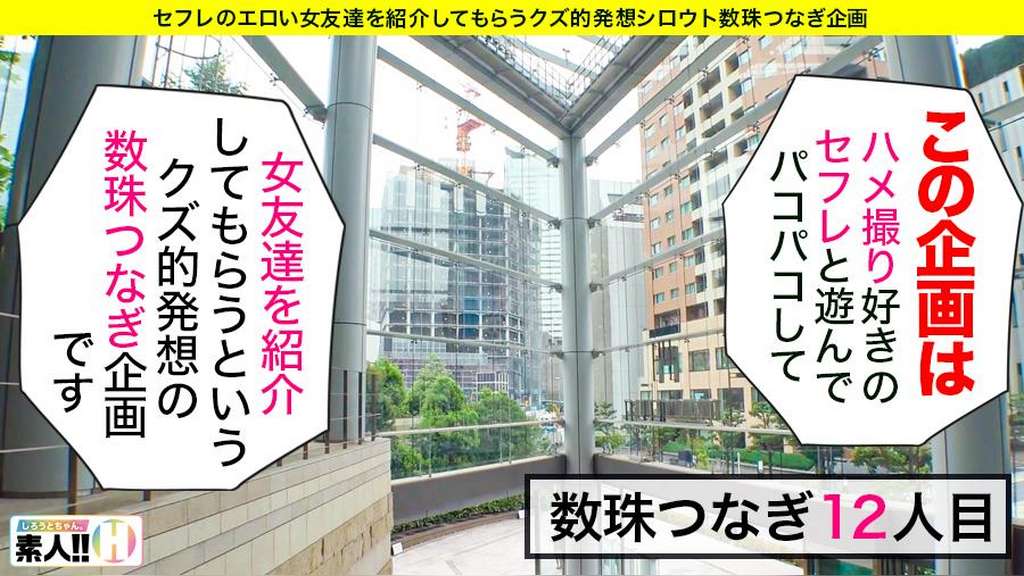 セフレのエロい女友達を紹介してもらうクズ的発想シロウト数珠つなぎ企画
この企画は
ハメ撮り好きの
セフレと遊んで
パコパコして
女友達を紹介
してもらうという
クズ的発想の
数珠つなぎ企画
です
数珠つなぎ12人目
しろうとちゃん。
素人!!H